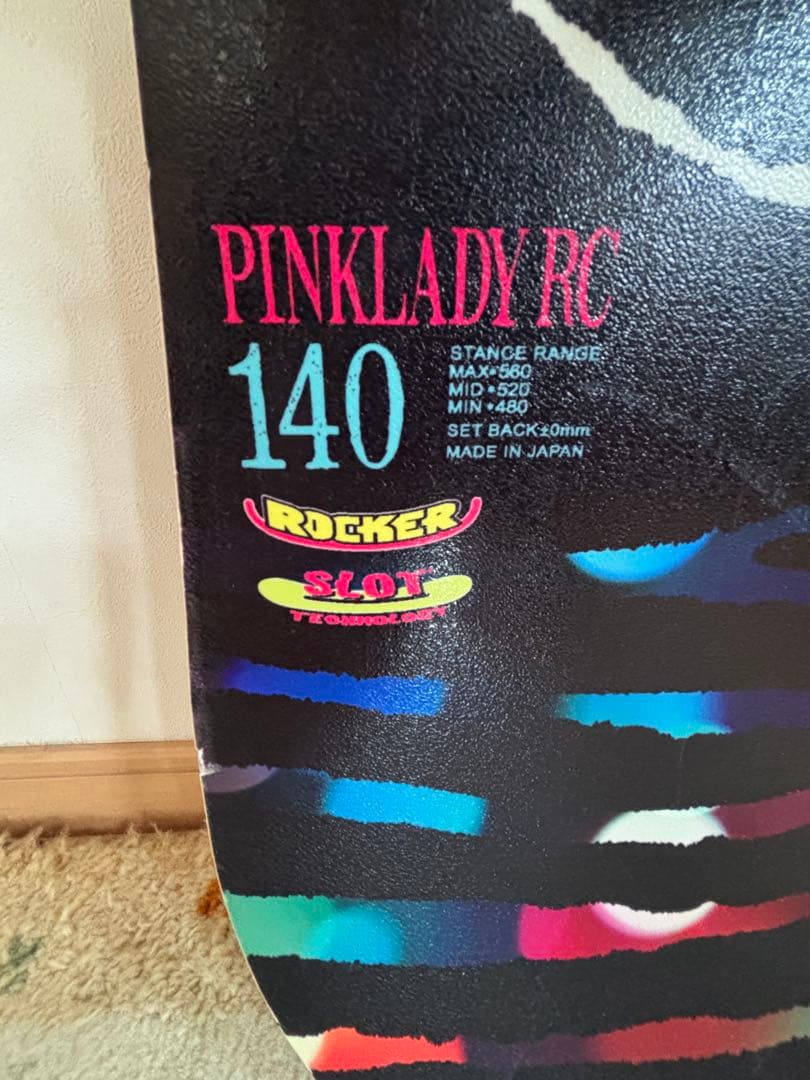 PINKLADY RC
140
STANCE RANGE
MAX•560
MID•520
MIN•480
SET BACK±0mm
MADE IN JAPAN
ROCKER
SLOT
TECHNOLOGY